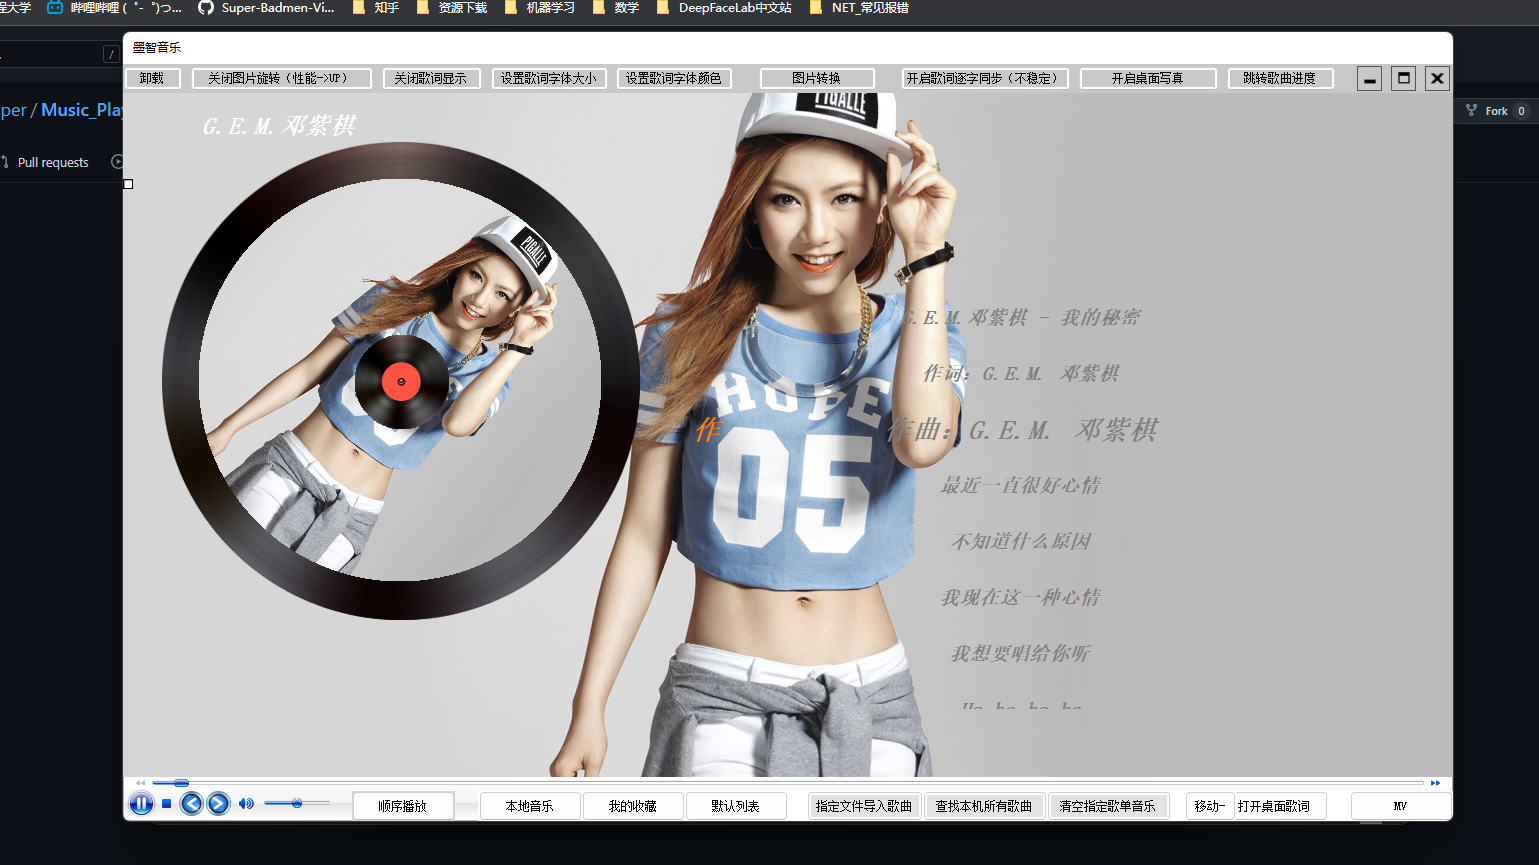 程大学
哔哩哔哩 ( ゜- ゜)つ...
Super-Badmen-Vi...
知乎
资源下载
机器学习
数学
DeepFaceLab中文站
NET_常见报错
/
per / Music_Play
Pull requests
Fork 0
墨智音乐
卸载
关闭图片旋转（性能->UP）
关闭歌词显示
设置歌词字体大小
设置歌词字体颜色
图片转换
开启歌词逐字同步（不稳定）
开启桌面写真
跳转歌曲进度
G.E.M.邓紫棋
PIGALLE
PIGALLE
HOPE
05
G.E.M.邓紫棋 - 我的秘密
作词：G.E.M. 邓紫棋
作
作曲：G.E.M. 邓紫棋
最近一直很好心情
不知道什么原因
我现在这一种心情
我想要唱给你听
顺序播放
本地音乐
我的收藏
默认列表
指定文件导入歌曲
查找本机所有歌曲
清空指定歌单音乐
移动-
打开桌面歌词
MV